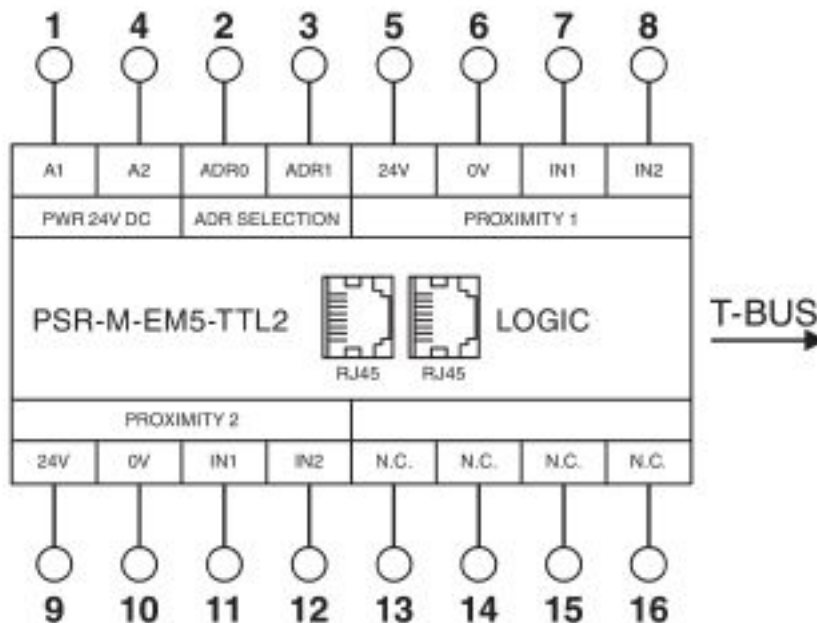 1 4 2 3 5 6 7 8
A1 A2 ADR0 ADR1 24V 0V IN1 IN2
PWR 24V DC ADR SELECTION PROXIMITY 1
PSR-M-EM5-TTL2 LOGIC T-BUS
RJ45 RJ45
PROXIMITY 2
24V 0V IN1 IN2 N.C. N.C. N.C. N.C.
9 10 11 12 13 14 15 16